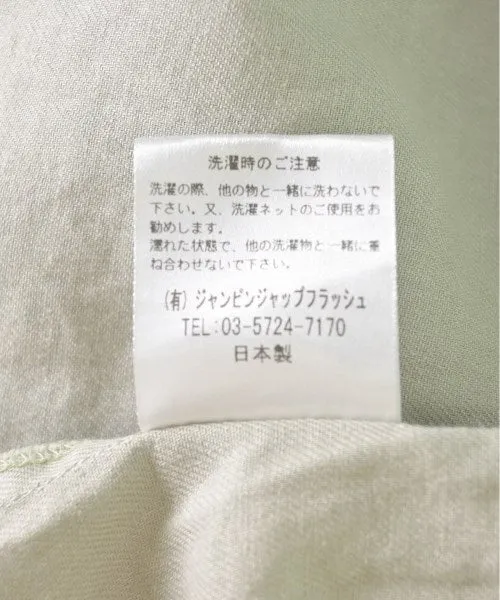 洗濯時のご注意
洗濯の際、他の物と一緒に洗わないで
下さい。又、洗濯ネットのご使用をお
勧めします。
濡れた状態で、他の洗濯物と一緒に重
ね合わせないで下さい。
(有) ジャンピンジャップフラッシュ
TEL:03-5724-7170
日本製